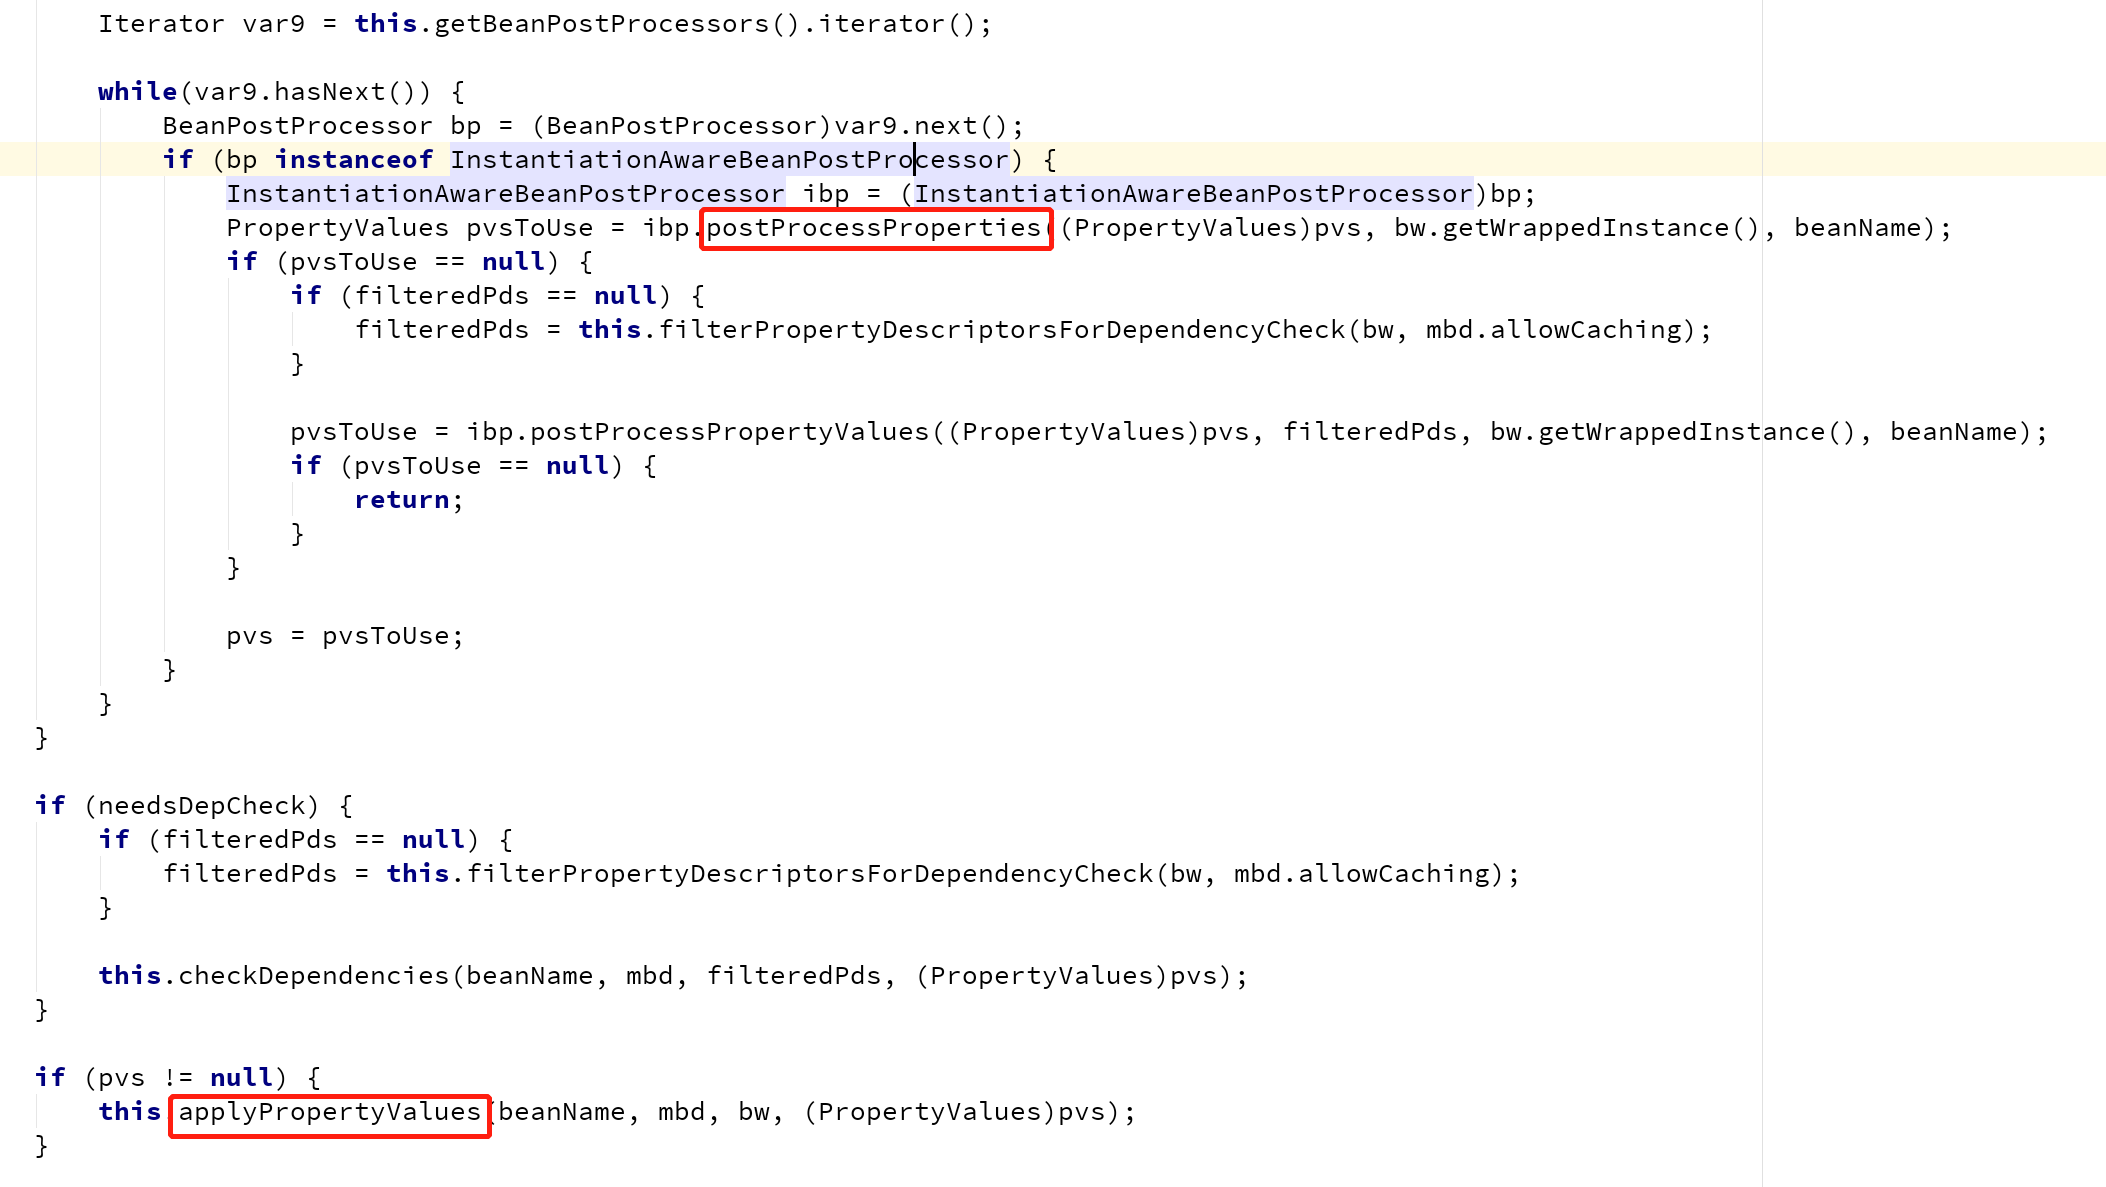 Iterator var9 = this.getBeanPostProcessors().iterator();
while(var9.hasNext()) {
BeanPostProcessor bp = (BeanPostProcessor)var9.next();
if (bp instanceof InstantiationAwareBeanPostProcessor) {
InstantiationAwareBeanPostProcessor ibp = (InstantiationAwareBeanPostProcessor)bp;
PropertyValues pvsToUse = ibp.postProcessProperties((PropertyValues)pvs, bw.getWrappedInstance(), beanName);
if (pvsToUse == null) {
if (filteredPds == null) {
filteredPds = this.filterPropertyDescriptorsForDependencyCheck(bw, mbd.allowCaching);
}
pvsToUse = ibp.postProcessPropertyValues((PropertyValues)pvs, filteredPds, bw.getWrappedInstance(), beanName);
if (pvsToUse == null) {
return;
}
}
pvs = pvsToUse;
}
}
}
if (needsDepCheck) {
if (filteredPds == null) {
filteredPds = this.filterPropertyDescriptorsForDependencyCheck(bw, mbd.allowCaching);
}
this.checkDependencies(beanName, mbd, filteredPds, (PropertyValues)pvs);
}
if (pvs != null) {
this.applyPropertyValues(beanName, mbd, bw, (PropertyValues)pvs);
}